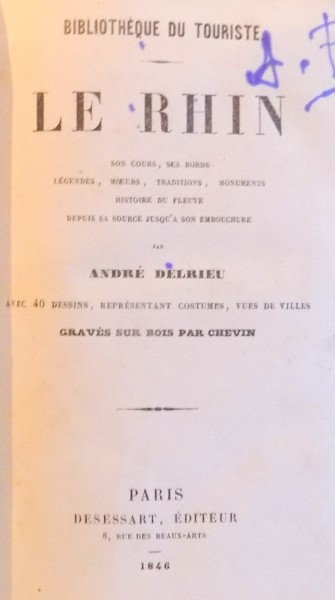 BIBLIOTHÈQUE DU TOURISTE
LE RHIN
SON COURS, SES BORDS
LÉGENDES, MŒURS, TRADITIONS, MONUMENTS
HISTOIRE DU FLEUVE
DEPUIS SA SOURCE JUSQU'A SON EMBOUCHURE
PAR
ANDRÉ DELRIEU
AVEC 40 DESSINS, REPRÉSENTANT COSTUMES, VUES DE VILLES
GRAVÉS SUR BOIS PAR CHEVIN
PARIS
DESESSART, ÉDITEUR
8, RUE DES BEAUX-ARTS
1846